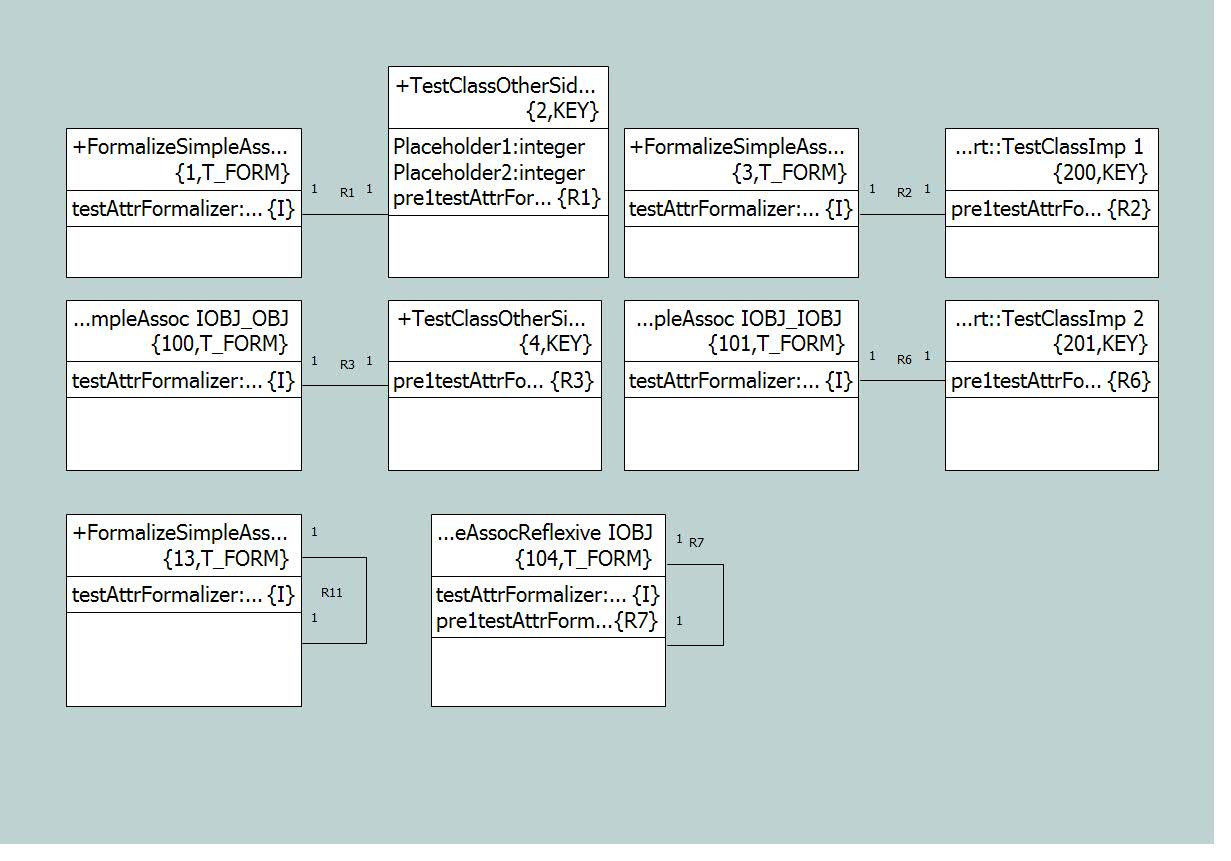 +TestClassOtherSid...
{2,KEY}
Placeholder1:integer
Placeholder2:integer
pre1testAttrFor... {R1}
+FormalizeSimpleAss...
{1,T_FORM}
testAttrFormalizer:... {I}
1 R1 1
+FormalizeSimpleAss...
{3,T_FORM}
testAttrFormalizer:... {I}
1 R2 1
...rt::TestClassImp 1
{200,KEY}
pre1testAttrFo... {R2}
...mpleAssoc IOBJ_OBJ
{100,T_FORM}
testAttrFormalizer:... {I}
1 R3 1
+TestClassOtherSi...
{4,KEY}
pre1testAttrFo... {R3}
...pleAssoc IOBJ_IOBJ
{101,T_FORM}
testAttrFormalizer:... {I}
1 R6 1
...rt::TestClassImp 2
{201,KEY}
pre1testAttrFo... {R6}
+FormalizeSimpleAss...
{13,T_FORM}
testAttrFormalizer:... {I}
1
R11
1
...eAssocReflexive IOBJ
{104,T_FORM}
testAttrFormalizer:... {I}
pre1testAttrForm...{R7}
1 R7
1